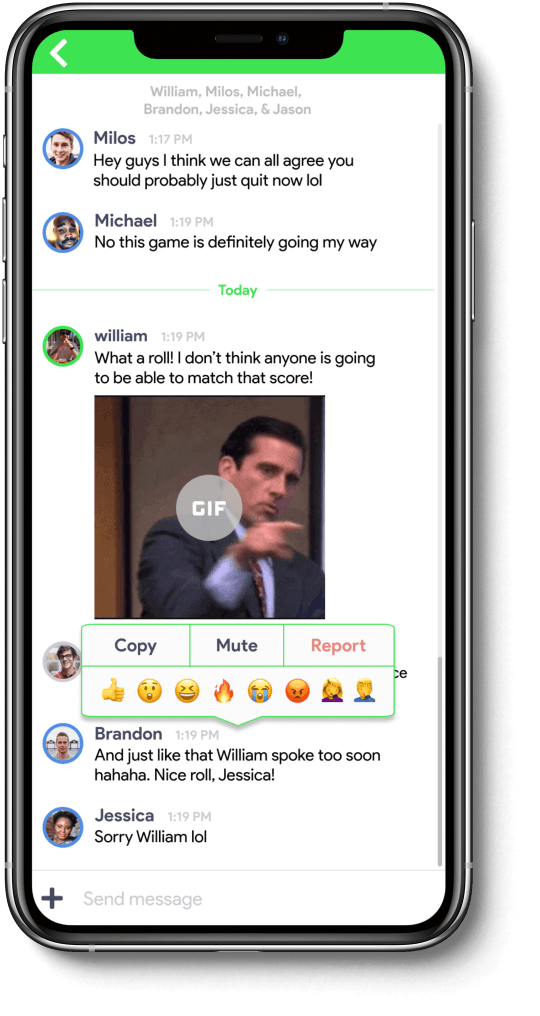 William, Milos, Michael,
Brandon, Jessica, & Jason
Milos 1:17 PM
Hey guys I think we can all agree you
should probably just quit now lol
Michael 1:19 PM
No this game is definitely going my way
Today
william 1:19 PM
What a roll! I don't think anyone is going
to be able to match that score!
GIF
Copy Mute Report
Brandon 1:19 PM
And just like that William spoke too soon
hahaha. Nice roll, Jessica!
Jessica 1:19 PM
Sorry William lol
Send message